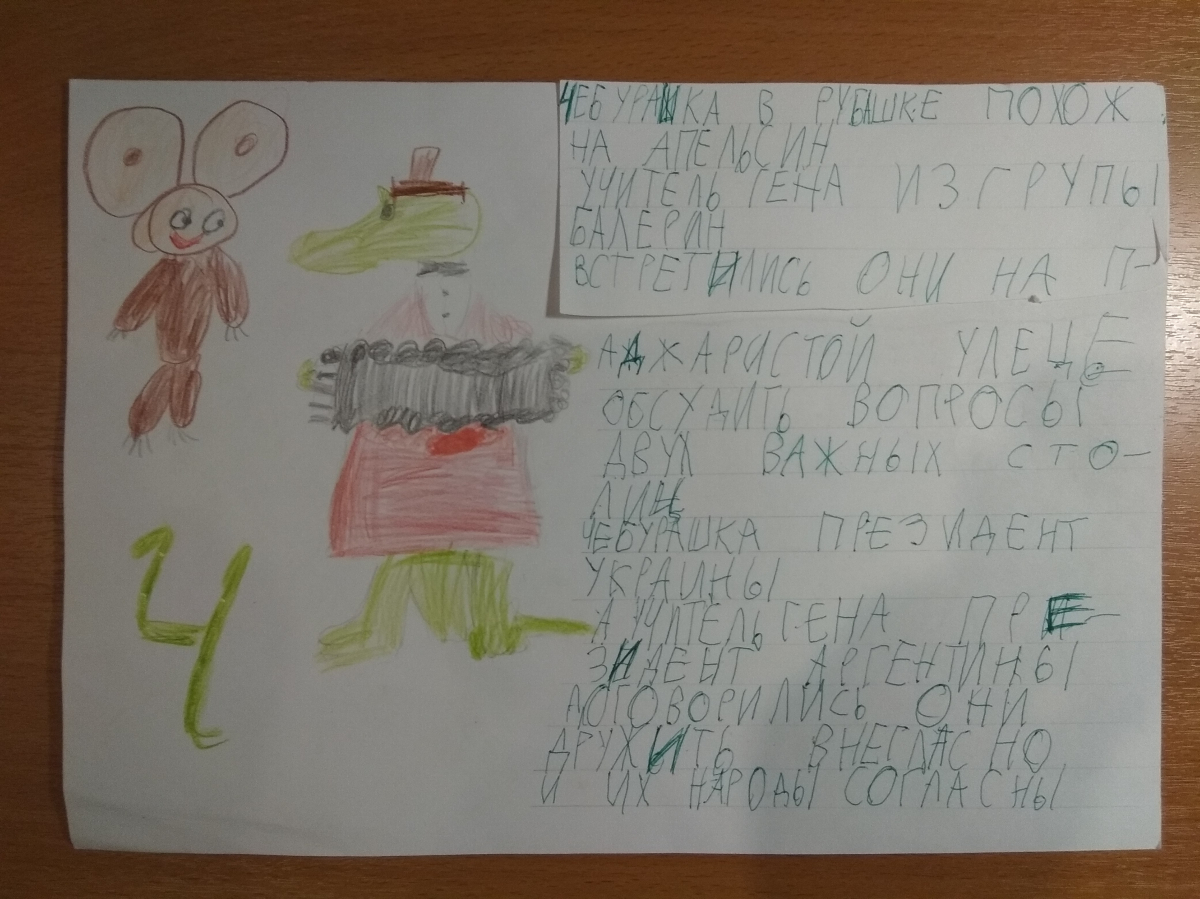 Ч
ЧЕБУРАШКА В РУБАШКЕ ПОХОЖ
НА АПЕЛЬСИН
УЧИТЕЛЬ ГЕНА ИЗ ГРУПЫ
БАЛЕРИН
ВСТРЕТИЛИСЬ ОНИ НА П-
АДЖАРИСТОЙ УЛЕЦЕ
ОБСУДИТЬ ВОПРОСЫ
ДВУХ ВАЖНЫХ СТО-
ЛИЦ
ЧЕБУРАШКА ПРЕЗИДЕНТ
УКРАИНЫ
А УЧИТЕЛЬ ГЕНА ПРЕ-
ЗИДЕНТ АРГЕНТИНЫ
ДОГОВОРИЛИСЬ ОНИ
ДРУЖИТЬ ВНЕГЛАСНО
И ИХ НАРОДЫ СОГЛАСНЫ